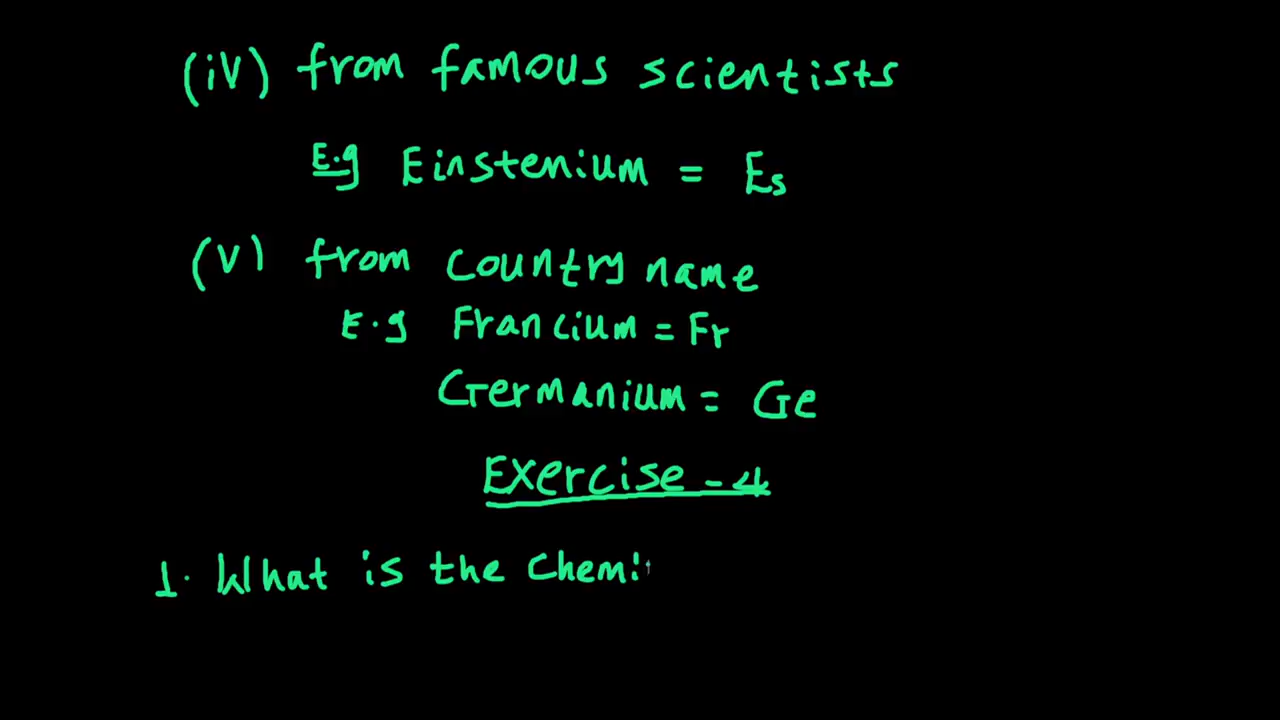 (iv) from famous scientists
E.g Einstenium = Es
(v) from country name
E.g Francium = Fr
Germanium = Ge
Exercise - 4
1. What is the Chemi